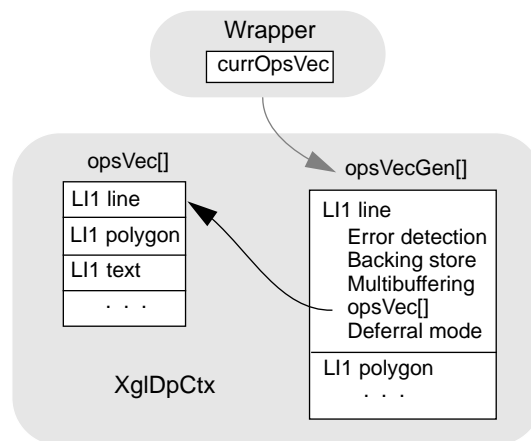 Wrapper
currOpsVec
opsVec[]
LI1 line
LI1 polygon
LI1 text
. . .
opsVecGen[]
LI1 line
Error detection
Backing store
Multibuffering
opsVec[]
Deferral mode
LI1 polygon
. . .
XglDpCtx